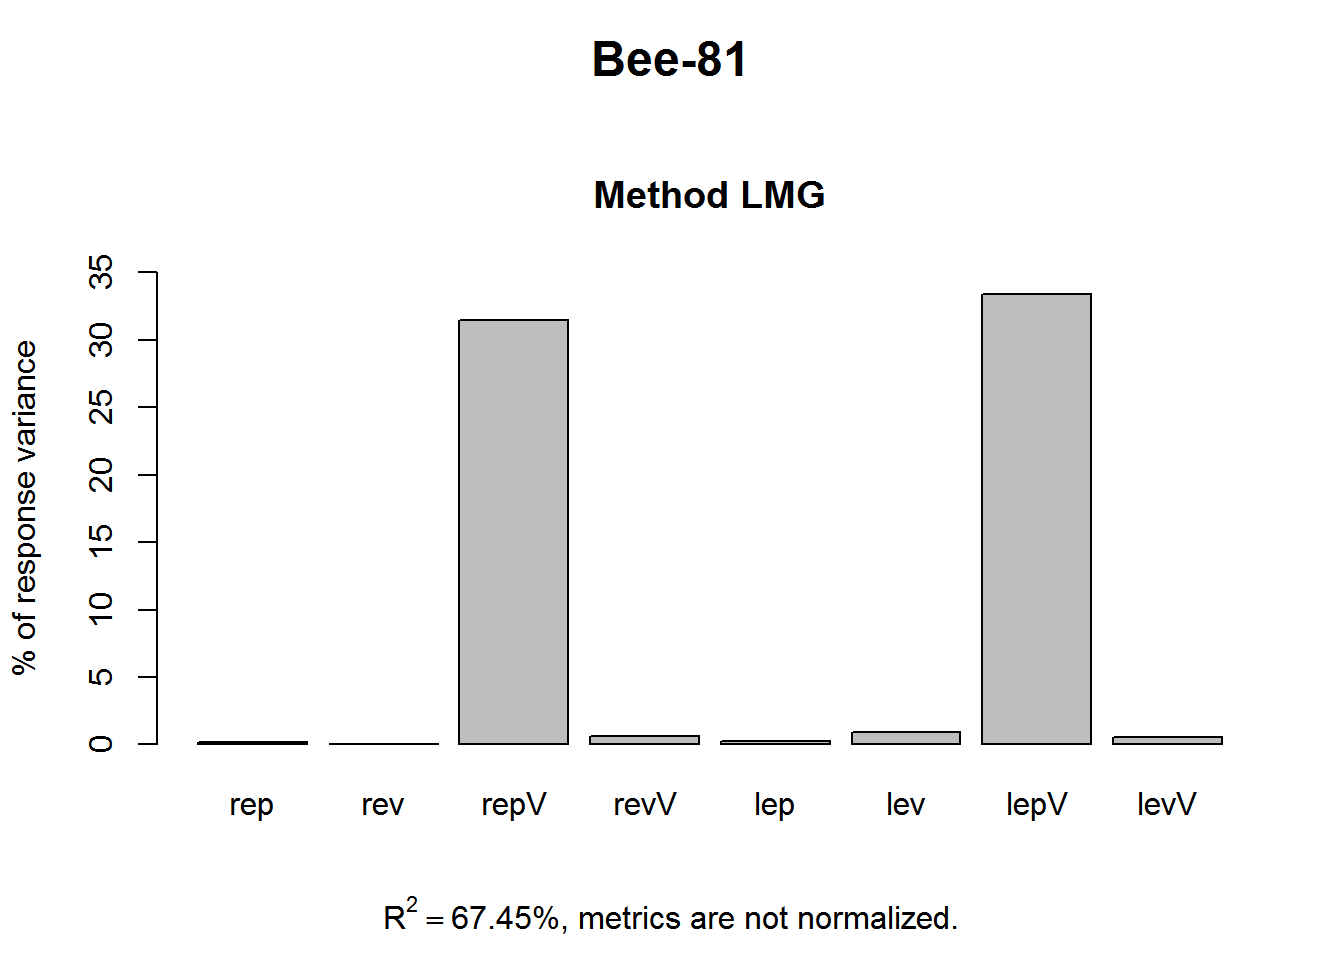 Bee-81
Method LMG
% of response variance
35
30
25
20
15
10
5
0
rep rev repV revV lep lev lepV levV
R² = 67.45%, metrics are not normalized.